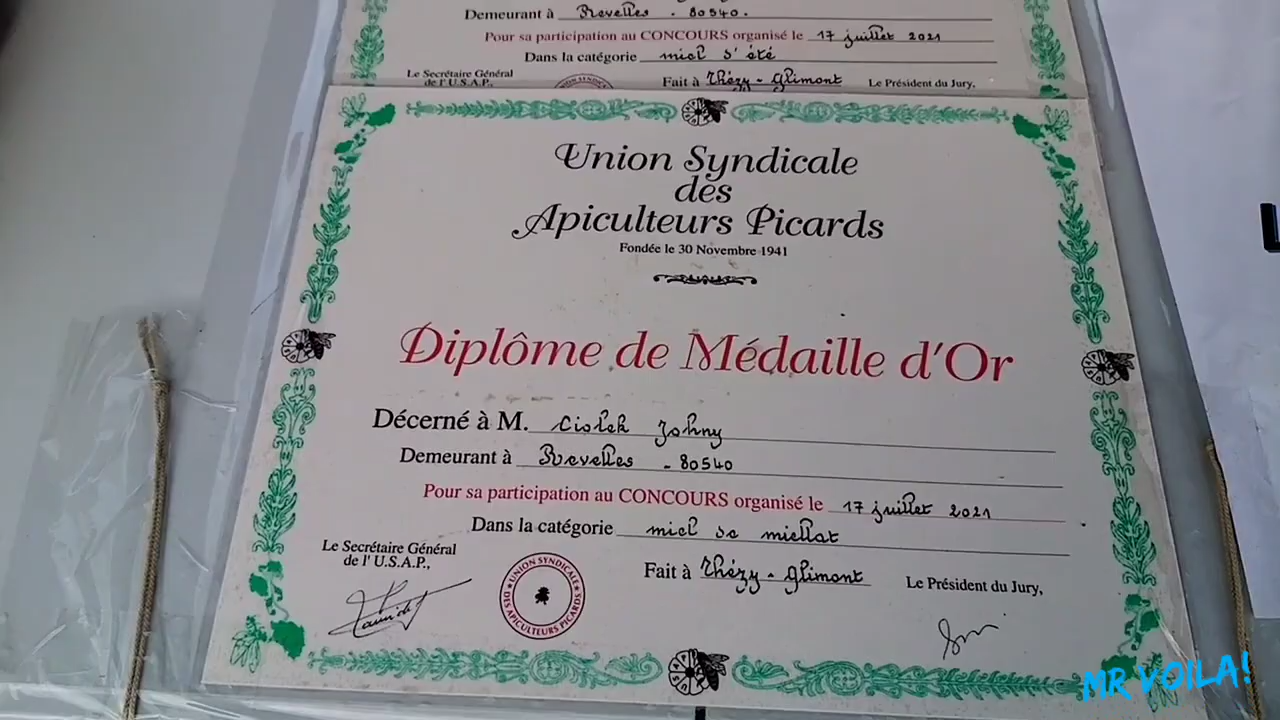 Demeurant à Revelles - 80540.
Pour sa participation au CONCOURS organisé le 17 juillet 2021
Dans la catégorie miel d'été
Le Secrétaire Général
de l'U.S.A.P.,
Fait à Thézy-Glimont
Le Président du Jury,
Union Syndicale
des
Apiculteurs Picards
Fondée le 30 Novembre 1941
Diplôme de Médaille d'Or
Décerné à M. Ciolek Johny
Demeurant à Revelles - 80540
Pour sa participation au CONCOURS organisé le 17 juillet 2021
Dans la catégorie miel de miellat
Le Secrétaire Général
de l' U.S.A.P.,
UNION SYNDICALE
DES APICULTEURS PICARDS
Fait à Thézy-Glimont
Le Président du Jury,
MR VOILA!